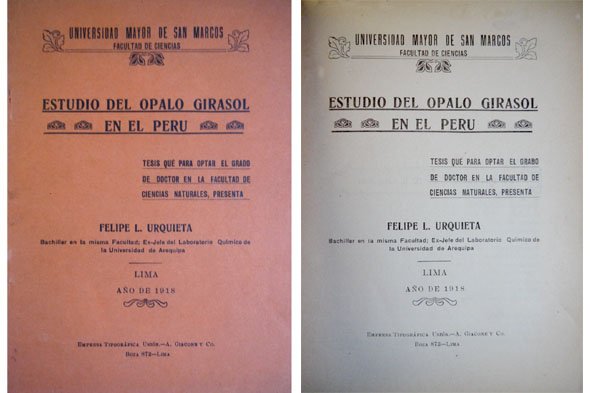 UNIVERSIDAD MAYOR DE SAN MARCOS
FACULTAD DE CIENCIAS
ESTUDIO DEL OPALO GIRASOL
EN EL PERU
TESIS QUE PARA OPTAR EL GRADO
DE DOCTOR EN LA FACULTAD DE
CIENCIAS NATURALES, PRESENTA
FELIPE L. URQUIETA
Bachiller en la misma Facultad; Ex-Jefe del Laboratorio Químico de
la Universidad de Arequipa
LIMA
AÑO DE 1918
Empresa Tipográfica Unión.—A. Giacone y Co.
Boza 872—Lima
UNIVERSIDAD MAYOR DE SAN MARCOS
FACULTAD DE CIENCIAS
ESTUDIO DEL OPALO GIRASOL
EN EL PERU
TESIS QUE PARA OPTAR EL GRADO
DE DOCTOR EN LA FACULTAD DE
CIENCIAS NATURALES, PRESENTA
FELIPE L. URQUIETA
Bachiller en la misma Facultad; Ex-Jefe del Laboratorio Químico de
la Universidad de Arequipa
LIMA
AÑO DE 1918
Empresa Tipográfica Unión.—A. Giacone y Co.
Boza 872—Lima